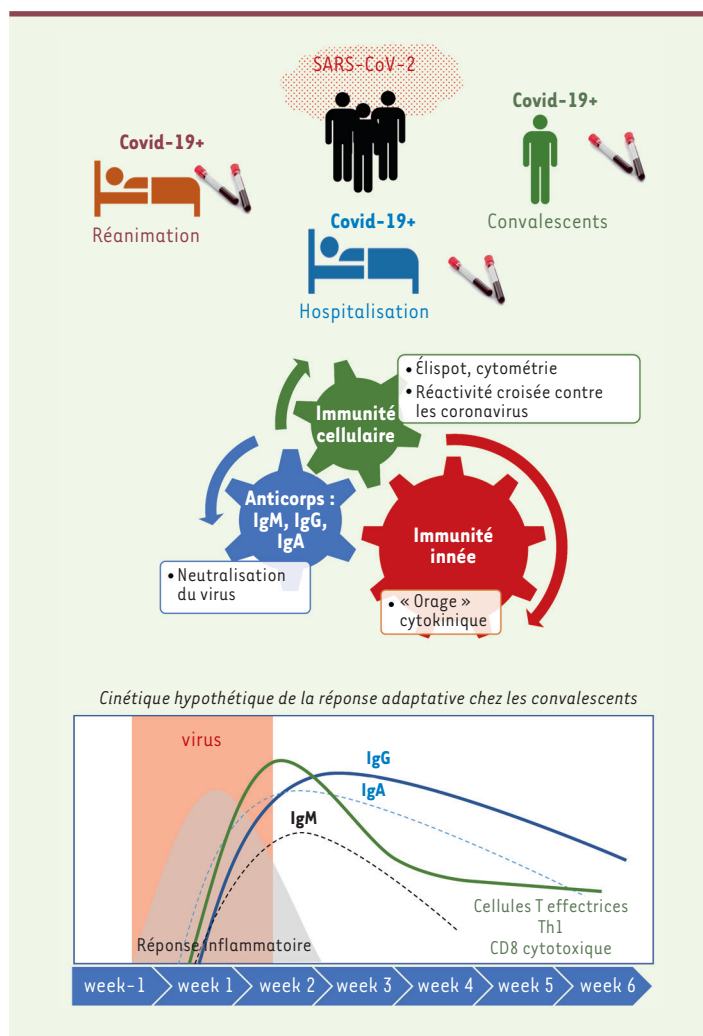 SARS-CoV-2
Covid-19+
Réanimation
Covid-19+
Hospitalisation
Covid-19+
Convalescents
• Élispot, cytométrie
• Réactivité croisée contre
les coronavirus
Immunité
cellulaire
Anticorps :
IgM, IgG,
IgA
• Neutralisation
du virus
Immunité
innée
• « Orage »
cytokinique
Cinétique hypothétique de la réponse adaptative chez les convalescents
virus
IgG
IgA
IgM
Cellules T effectrices
Th1
CD8 cytotoxique
Réponse Inflammatoire
week-1 week 1 week 2 week 3 week 4 week 5 week 6